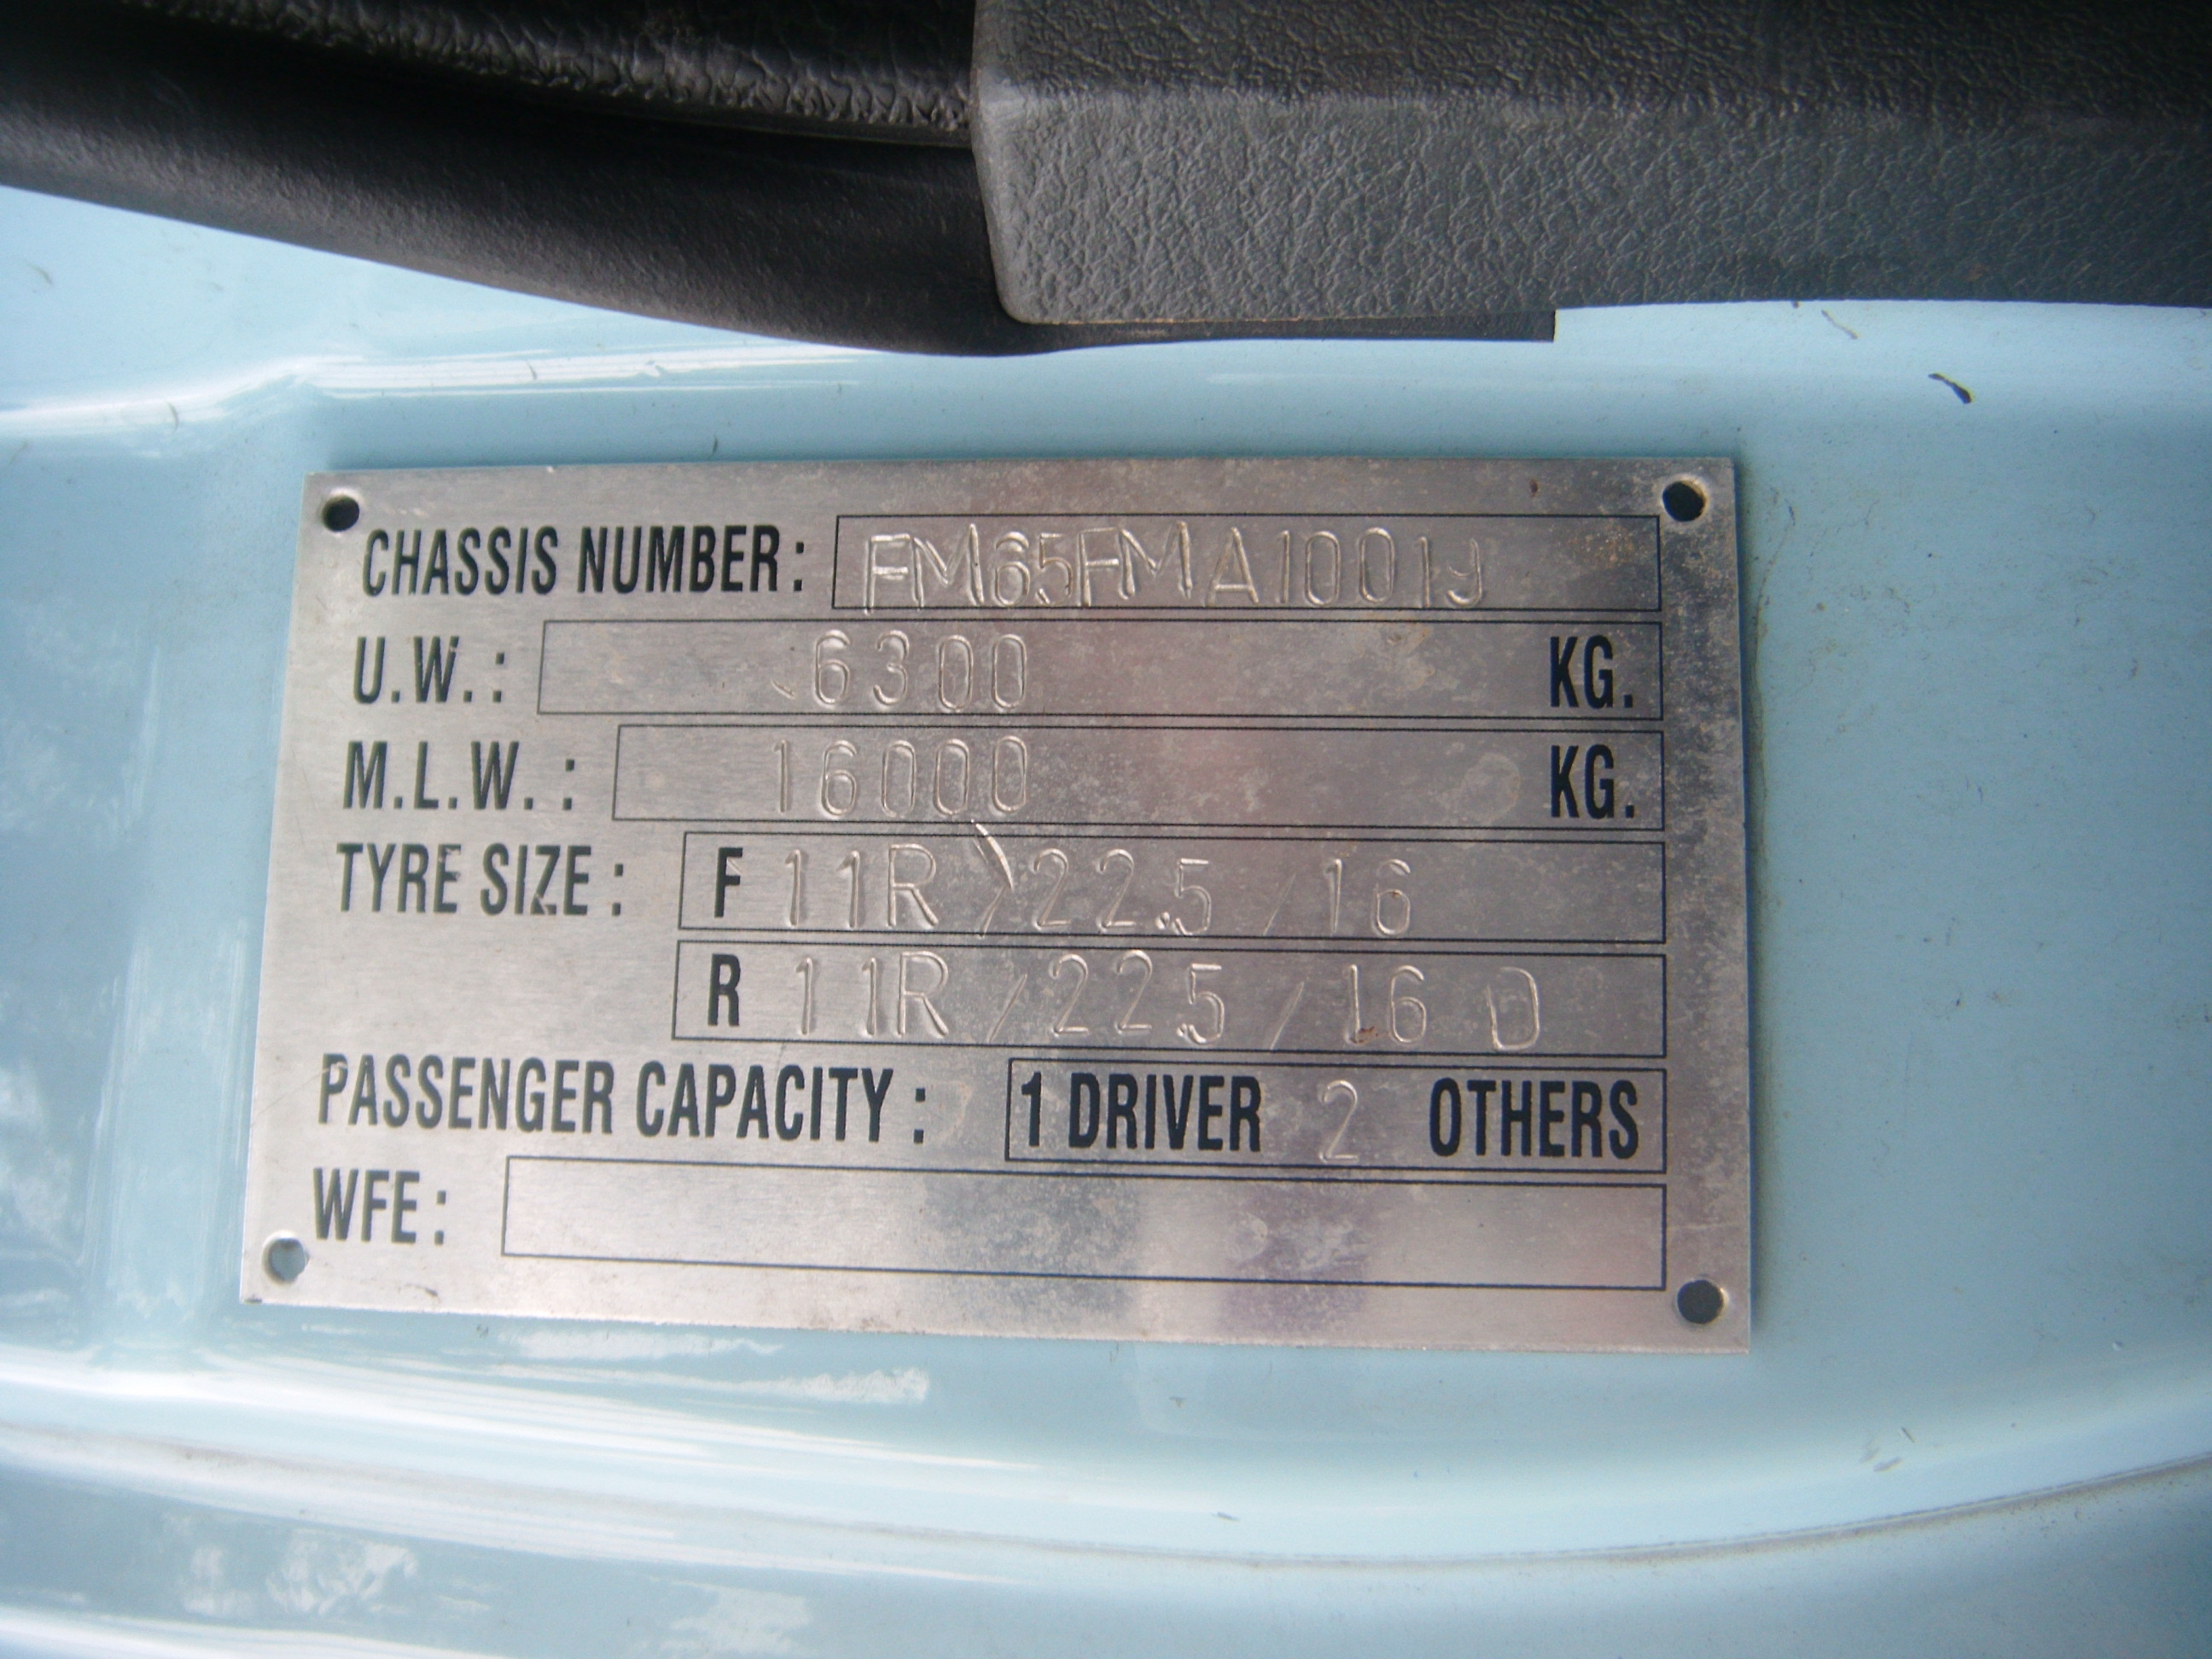 CHASSIS NUMBER: FM65FMA10019
U.W.: 6300 KG.
M.L.W.: 16000 KG.
TYRE SIZE: F 11R/22.5/16
R 11R/22.5/16 D
PASSENGER CAPACITY: 1 DRIVER 2 OTHERS
WFE: